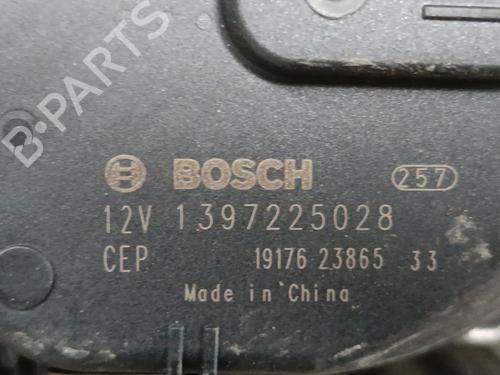 B-PARTS
BOSCH 257
12V 1397225028
CEP 19176 23865 33
Made in China